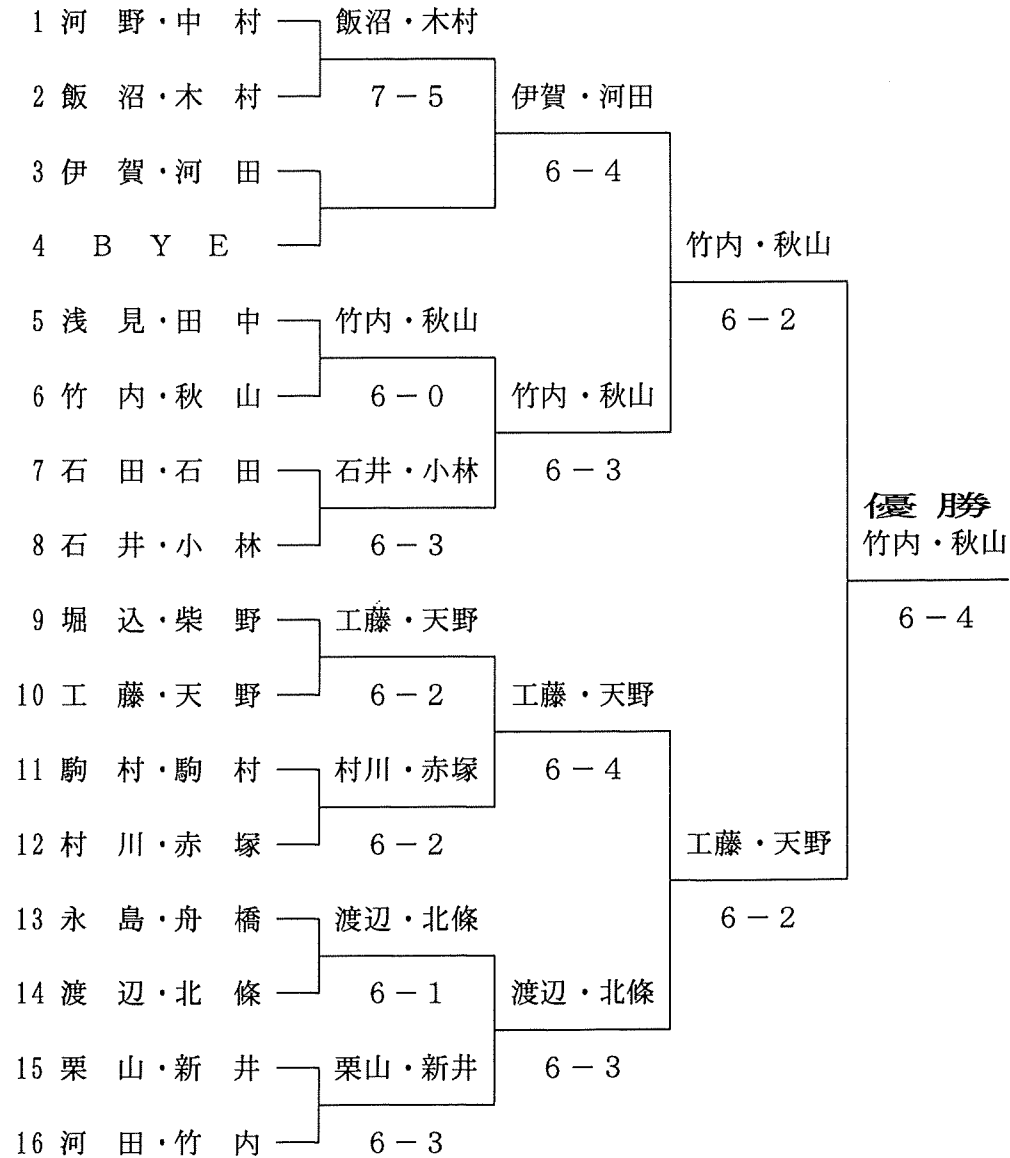 1 河野・中村 飯沼・木村
2 飯沼・木村 7－5 伊賀・河田
3 伊賀・河田 6－4
4 BYE 竹内・秋山
5 浅見・田中 竹内・秋山 6－2
6 竹内・秋山 6－0 竹内・秋山
7 石田・石田 石井・小林 6－3
優勝
8 石井・小林 6－3 竹内・秋山
9 堀込・柴野 工藤・天野 6－4
10 工藤・天野 6－2 工藤・天野
11 駒村・駒村 村川・赤塚 6－4
12 村川・赤塚 6－2 工藤・天野
13 永島・舟橋 渡辺・北條 6－2
14 渡辺・北條 6－1 渡辺・北條
15 栗山・新井 栗山・新井 6－3
16 河田・竹内 6－3